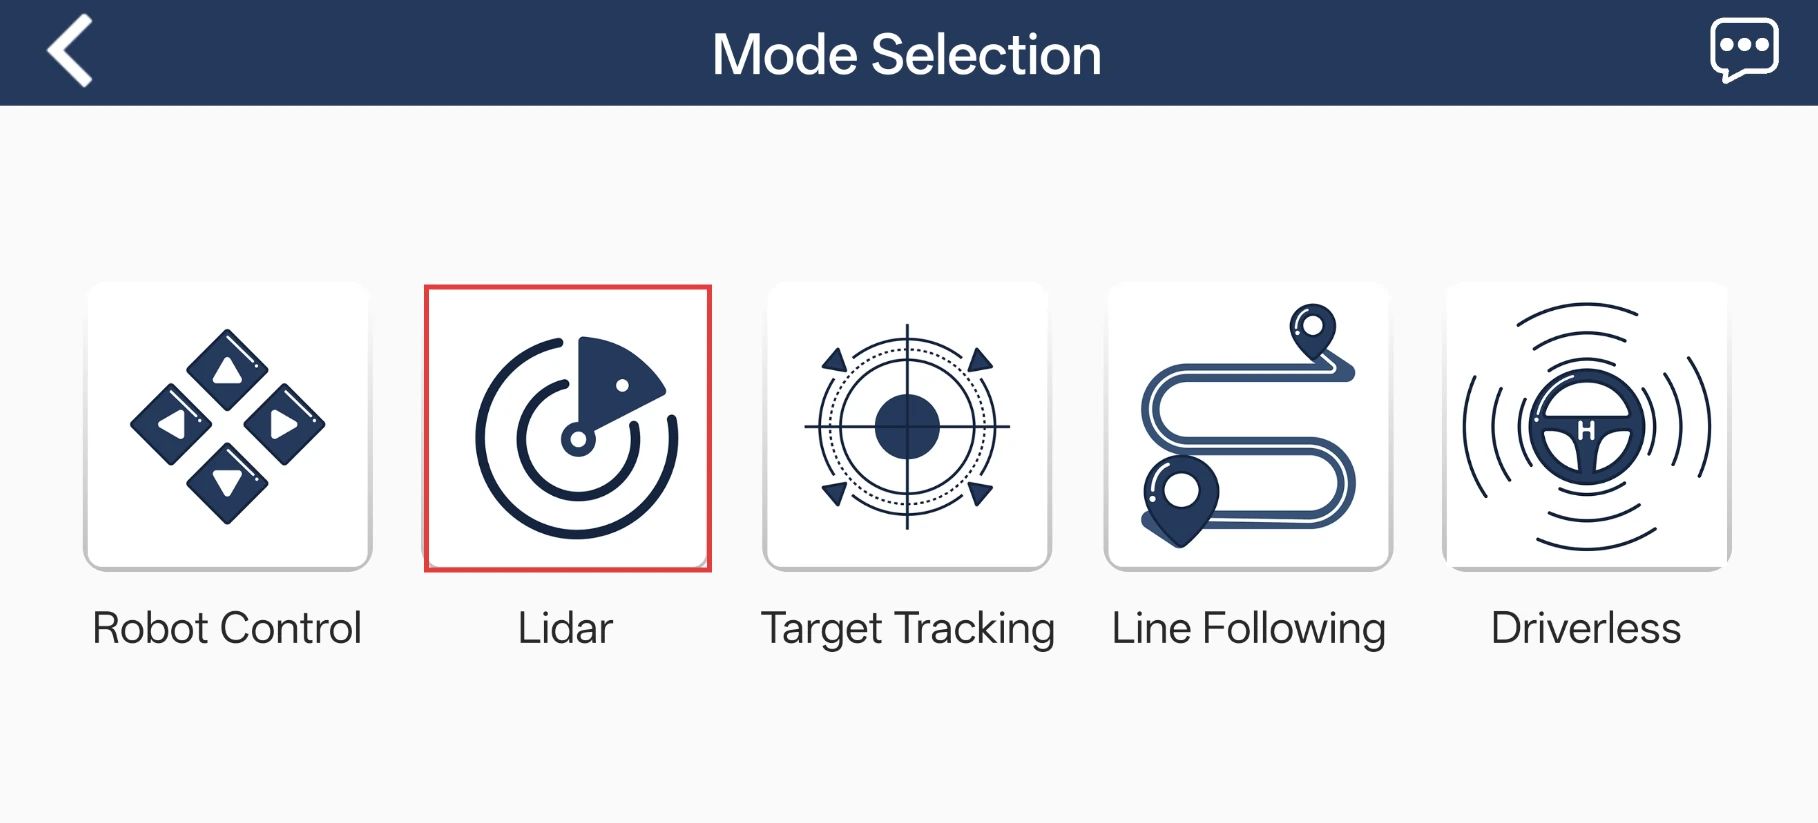 Mode Selection
H
Robot Control
Lidar
Target Tracking
Line Following
Driverless